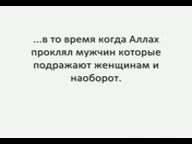 ...в то время когда Аллах
проклял мужчин которые
подражают женщинам и
наоборот.